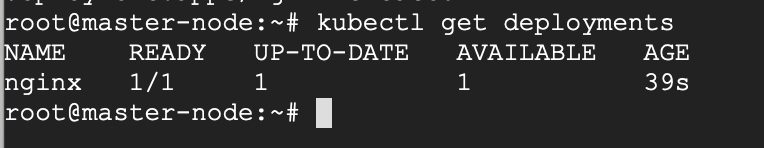 root@master-node:~# kubectl get deployments
NAME    READY   UP-TO-DATE   AVAILABLE   AGE
nginx   1/1     1            1           39s
root@master-node:~#